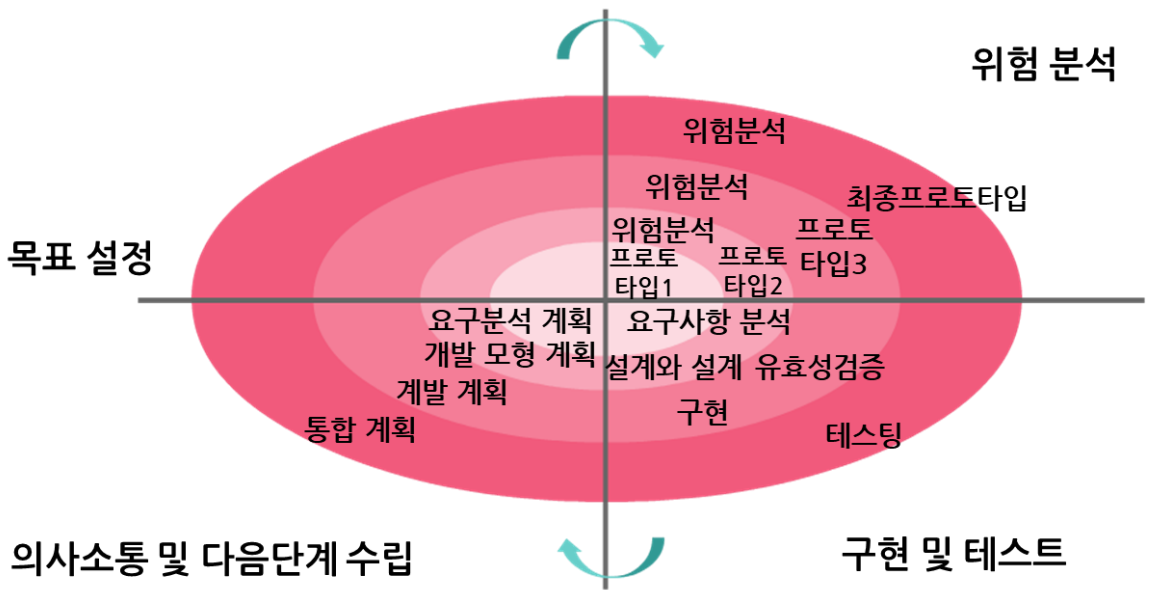 위험 분석
위험분석
위험분석
최종프로토타입
위험분석
프로토
타입3
목표 설정
프로토
타입1
프로토
타입2
요구분석 계획
요구사항 분석
개발 모형 계획
설계와 설계 유효성검증
계발 계획
구현
통합 계획
테스팅
의사소통 및 다음단계 수립
구현 및 테스트